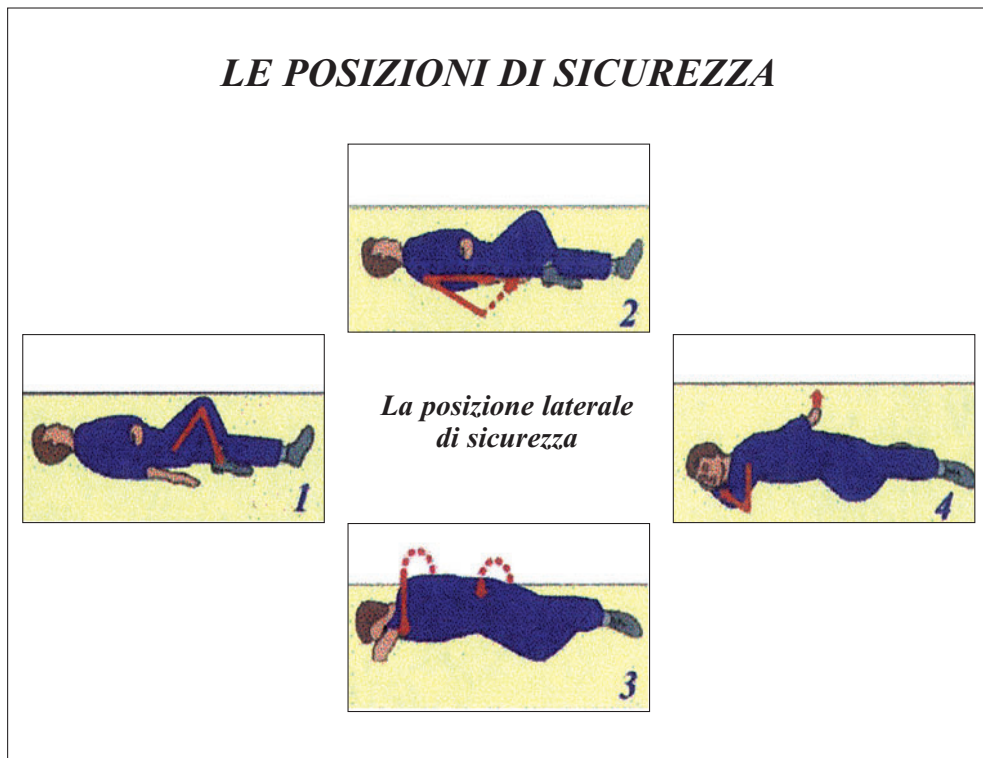 LE POSIZIONI DI SICUREZZA
2
1
La posizione laterale
di sicurezza
4
3